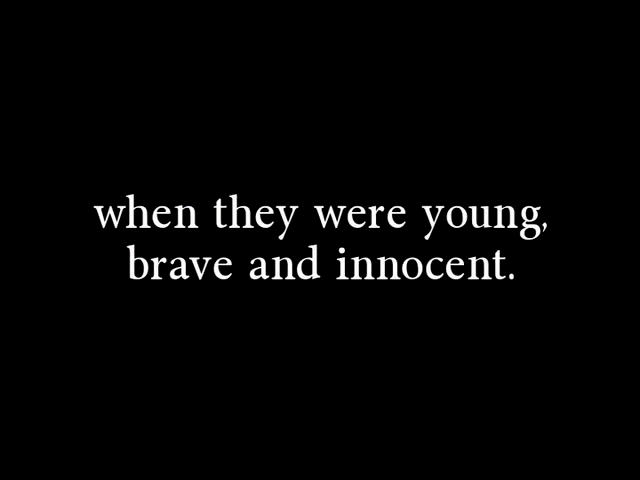 when they were young,
brave and innocent.